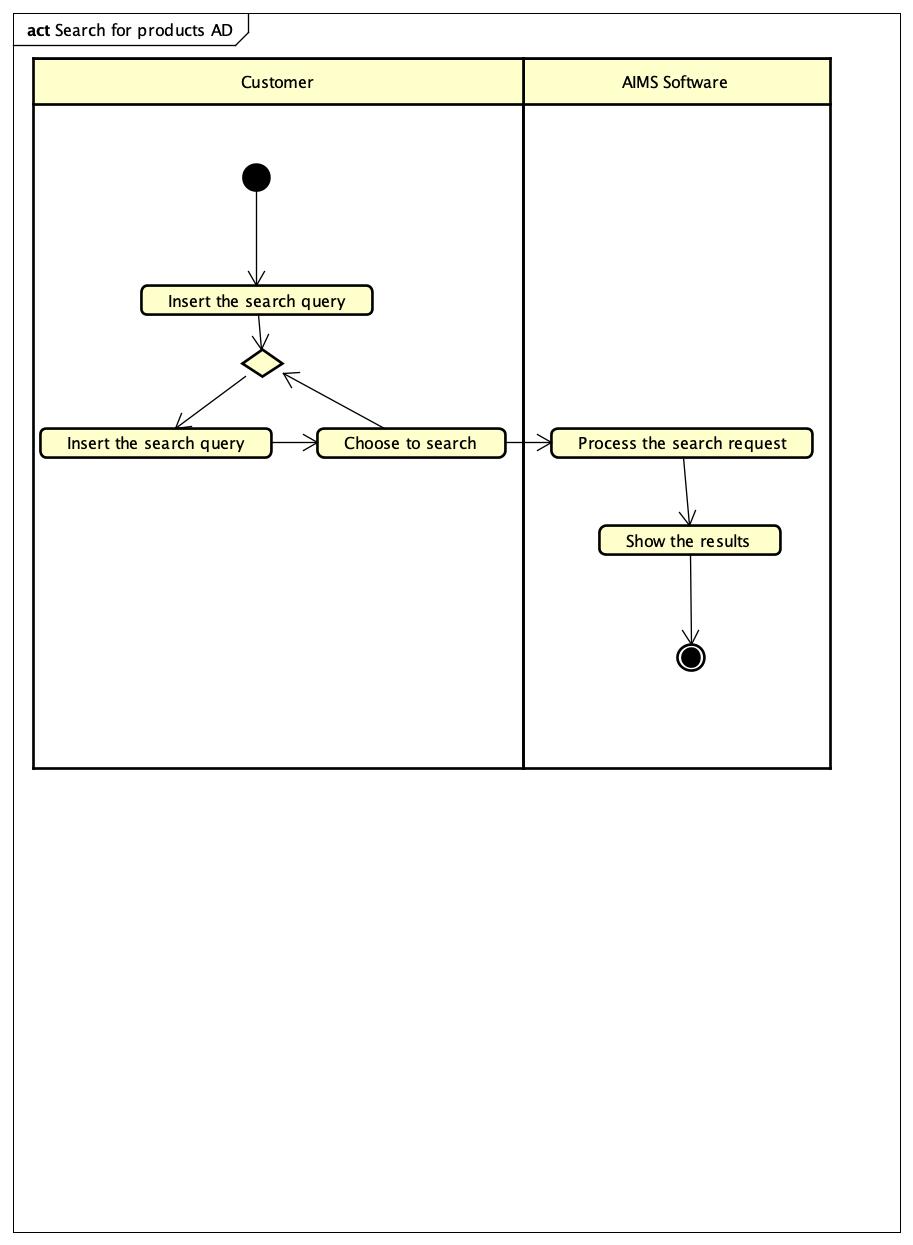 act Search for products AD
Customer
AIMS Software
Insert the search query
Insert the search query
Choose to search
Process the search request
Show the results